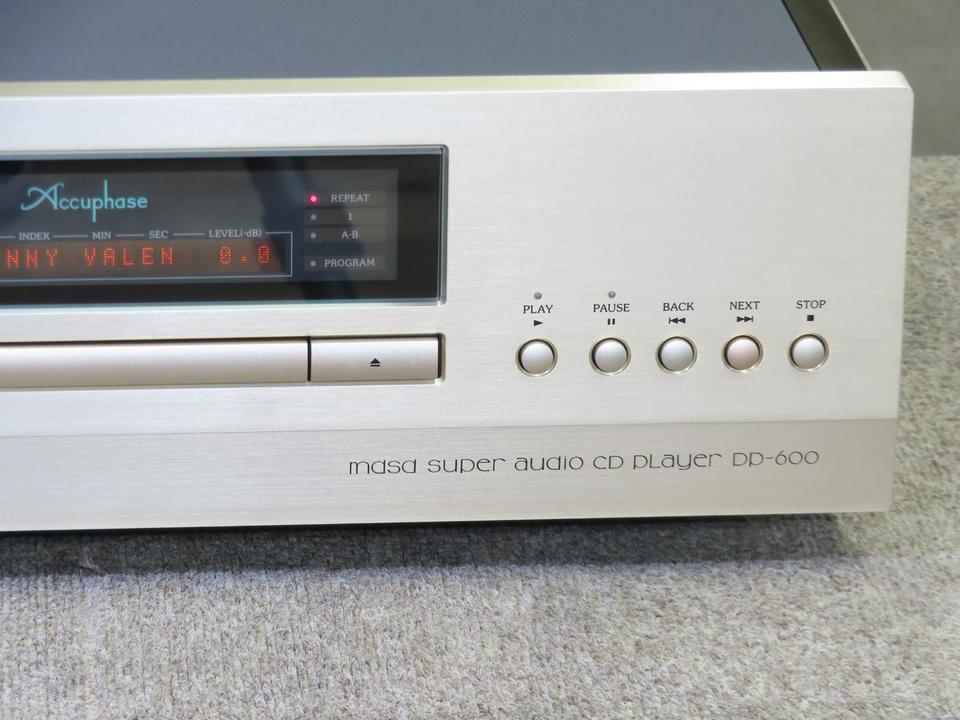 Accuphase
INDEX MIN SEC LEVEL(-dB)
NNY VALEN 0.0
REPEAT
1
A-B
PROGRAM
PLAY PAUSE BACK NEXT STOP
mdsd super audio CD player DP-600